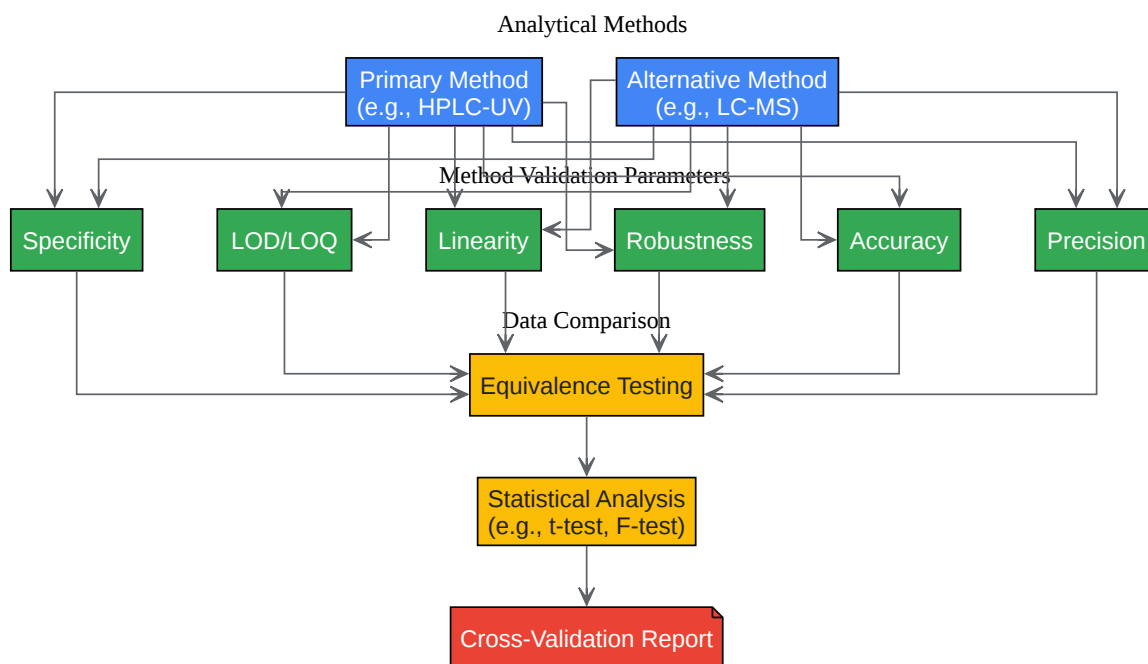 Analytical Methods
Primary Method
(e.g., HPLC-UV)
Alternative Method
(e.g., LC-MS)
Method Validation Parameters
Specificity
LOD/LOQ
Linearity
Robustness
Accuracy
Precision
Data Comparison
Equivalence Testing
Statistical Analysis
(e.g., t-test, F-test)
Cross-Validation Report